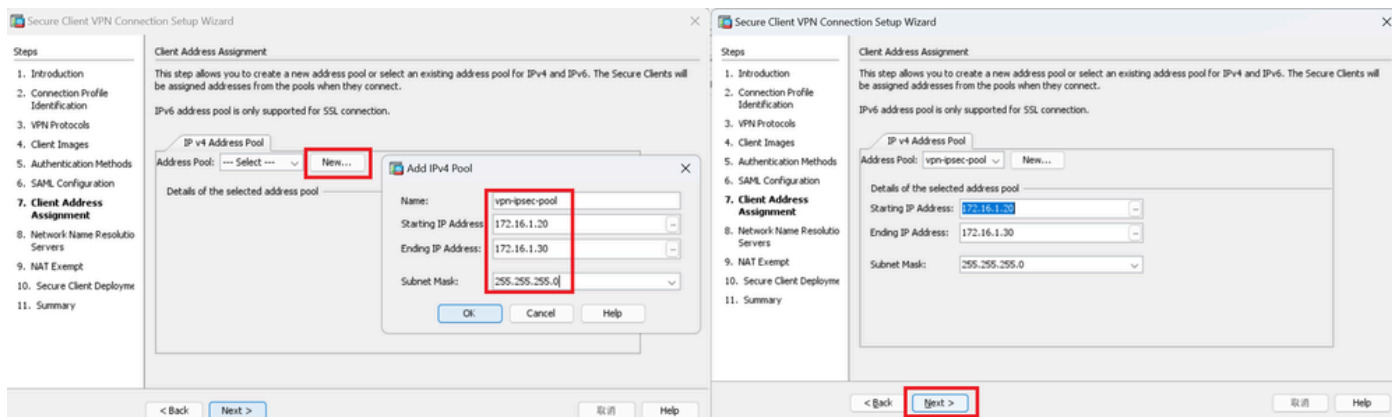 Secure Client VPN Connection Setup Wizard
Steps
1. Introduction
2. Connection Profile
Identification
3. VPN Protocols
4. Client Images
5. Authentication Methods
6. SAML Configuration
7. Client Address
Assignment
8. Network Name Resolutio
Servers
9. NAT Exempt
10. Secure Client Deployme
11. Summary
Client Address Assignment
This step allows you to create a new address pool or select an existing address pool for IPv4 and IPv6. The Secure Clients will
be assigned addresses from the pools when they connect.
IPv6 address pool is only supported for SSL connection.
IP v4 Address Pool
Address Pool: --- Select --- New...
Details of the selected address pool
Add IPv4 Pool
Name: vpn-ipsec-pool
Starting IP Address 172.16.1.20
Ending IP Address: 172.16.1.30
Subnet Mask: 255.255.255.0
OK Cancel Help
< Back Next > 取消 Help
Secure Client VPN Connection Setup Wizard
Steps
1. Introduction
2. Connection Profile
Identification
3. VPN Protocols
4. Client Images
5. Authentication Methods
6. SAML Configuration
7. Client Address
Assignment
8. Network Name Resolutio
Servers
9. NAT Exempt
10. Secure Client Deployme
11. Summary
Client Address Assignment
This step allows you to create a new address pool or select an existing address pool for IPv4 and IPv6. The Secure Clients will
be assigned addresses from the pools when they connect.
IPv6 address pool is only supported for SSL connection.
IP v4 Address Pool
Address Pool: vpn-ipsec-pool New...
Details of the selected address pool
Starting IP Address: 172.16.1.20
Ending IP Address: 172.16.1.30
Subnet Mask: 255.255.255.0
< Back Next > 取消 Help